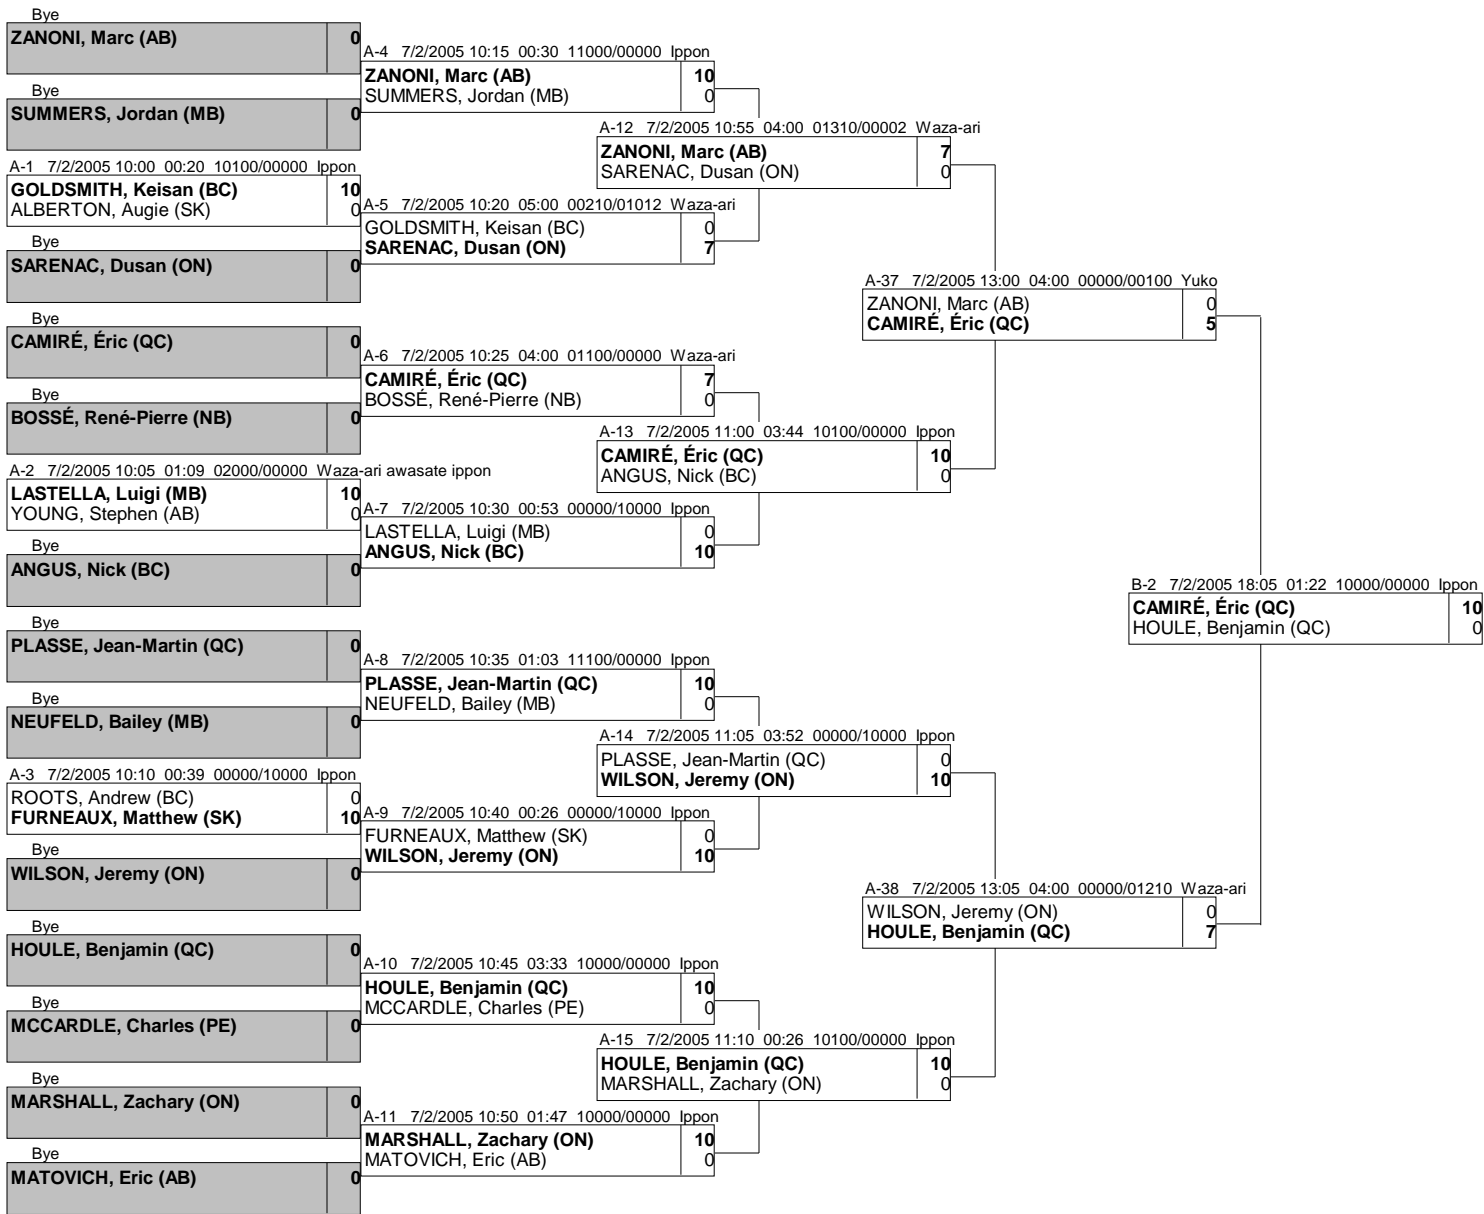 Bye
ZANONI, Marc (AB) 0
Bye
SUMMERS, Jordan (MB) 0
A-1 7/2/2005 10:00 00:20 10100/00000 Ippon
GOLDSMITH, Keisan (BC) 10
ALBERTON, Augie (SK) 0
Bye
SARENAC, Dusan (ON) 0
Bye
CAMIRÉ, Éric (QC) 0
Bye
BOSSÉ, René-Pierre (NB) 0
A-2 7/2/2005 10:05 01:09 02000/00000 Waza-ari awasate ippon
LASTELLA, Luigi (MB) 10
YOUNG, Stephen (AB) 0
Bye
ANGUS, Nick (BC) 0
Bye
PLASSE, Jean-Martin (QC) 0
Bye
NEUFELD, Bailey (MB) 0
A-3 7/2/2005 10:10 00:39 00000/10000 Ippon
ROOTS, Andrew (BC) 0
FURNEAUX, Matthew (SK) 10
Bye
WILSON, Jeremy (ON) 0
Bye
HOULE, Benjamin (QC) 0
Bye
MCCARDLE, Charles (PE) 0
Bye
MARSHALL, Zachary (ON) 0
Bye
MATOVICH, Eric (AB) 0
A-4 7/2/2005 10:15 00:30 11000/00000 Ippon
ZANONI, Marc (AB) 10
SUMMERS, Jordan (MB) 0
A-5 7/2/2005 10:20 05:00 00210/01012 Waza-ari
GOLDSMITH, Keisan (BC) 0
SARENAC, Dusan (ON) 7
A-6 7/2/2005 10:25 04:00 01100/00000 Waza-ari
CAMIRÉ, Éric (QC) 7
BOSSÉ, René-Pierre (NB) 0
A-7 7/2/2005 10:30 00:53 00000/10000 Ippon
LASTELLA, Luigi (MB) 0
ANGUS, Nick (BC) 10
A-8 7/2/2005 10:35 01:03 11100/00000 Ippon
PLASSE, Jean-Martin (QC) 10
NEUFELD, Bailey (MB) 0
A-9 7/2/2005 10:40 00:26 00000/10000 Ippon
FURNEAUX, Matthew (SK) 0
WILSON, Jeremy (ON) 10
A-10 7/2/2005 10:45 03:33 10000/00000 Ippon
HOULE, Benjamin (QC) 10
MCCARDLE, Charles (PE) 0
A-11 7/2/2005 10:50 01:47 10000/00000 Ippon
MARSHALL, Zachary (ON) 10
MATOVICH, Eric (AB) 0
A-12 7/2/2005 10:55 04:00 01310/00002 Waza-ari
ZANONI, Marc (AB) 7
SARENAC, Dusan (ON) 0
A-13 7/2/2005 11:00 03:44 10100/00000 Ippon
CAMIRÉ, Éric (QC) 10
ANGUS, Nick (BC) 0
A-14 7/2/2005 11:05 03:52 00000/10000 Ippon
PLASSE, Jean-Martin (QC) 0
WILSON, Jeremy (ON) 10
A-15 7/2/2005 11:10 00:26 10100/00000 Ippon
HOULE, Benjamin (QC) 10
MARSHALL, Zachary (ON) 0
A-37 7/2/2005 13:00 04:00 00000/00100 Yuko
ZANONI, Marc (AB) 0
CAMIRÉ, Éric (QC) 5
A-38 7/2/2005 13:05 04:00 00000/01210 Waza-ari
WILSON, Jeremy (ON) 0
HOULE, Benjamin (QC) 7
B-2 7/2/2005 18:05 01:22 10000/00000 Ippon
CAMIRÉ, Éric (QC) 10
HOULE, Benjamin (QC) 0